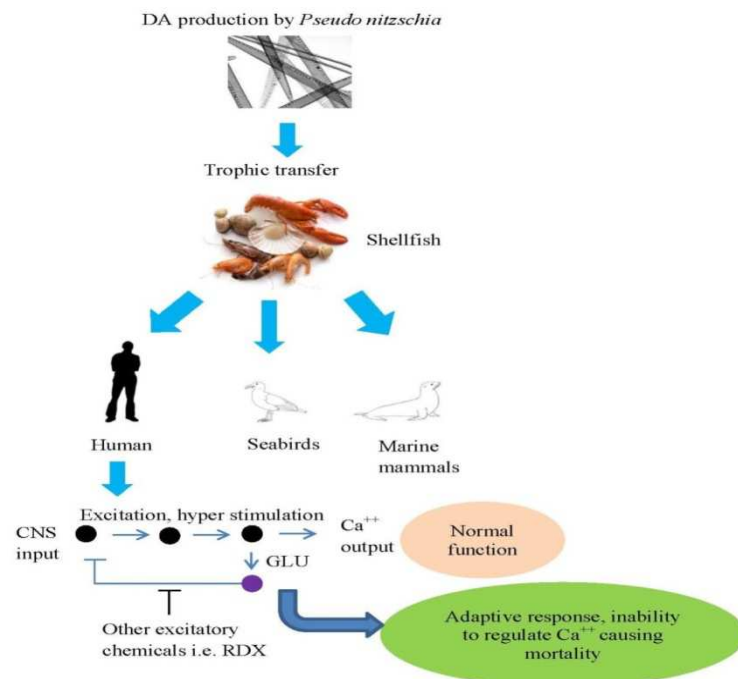 DA production by Pseudo nitzschia
Trophic transfer
Shellfish
Human
Seabirds
Marine
mammals
Excitation, hyper stimulation
CNS
input
Ca++
output
Normal
function
GLU
Other excitatory
chemicals i.e. RDX
Adaptive response, inability
to regulate Ca++ causing
mortality